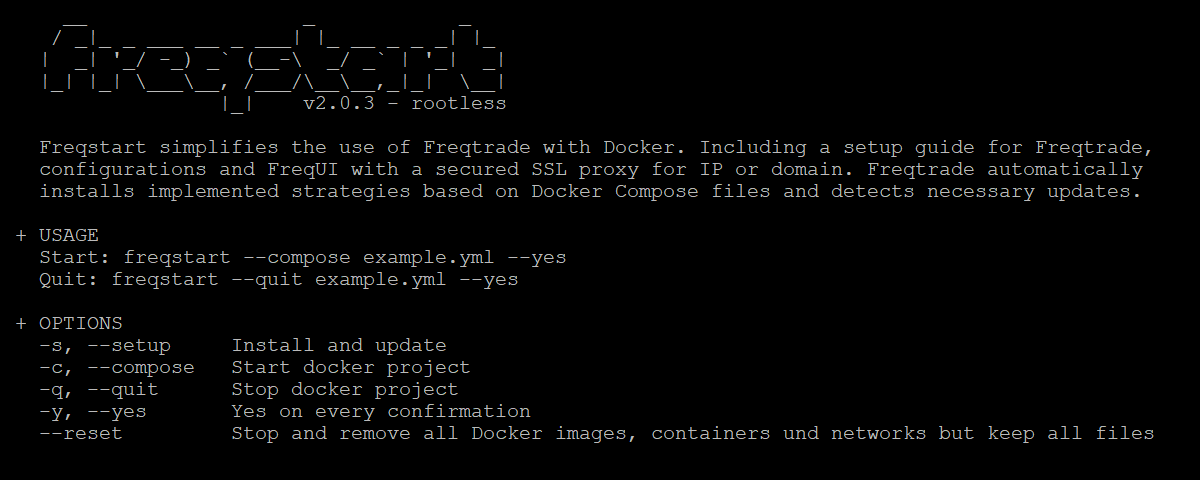 freqstart
v2.0.3 - rootless
Freqstart simplifies the use of Freqtrade with Docker. Including a setup guide for Freqtrade,
configurations and FreqUI with a secured SSL proxy for IP or domain. Freqtrade automatically
installs implemented strategies based on Docker Compose files and detects necessary updates.
+ USAGE
Start: freqstart --compose example.yml --yes
Quit: freqstart --quit example.yml --yes
+ OPTIONS
-s, --setup Install and update
-c, --compose Start docker project
-q, --quit Stop docker project
-y, --yes Yes on every confirmation
--reset Stop and remove all Docker images, containers und networks but keep all files